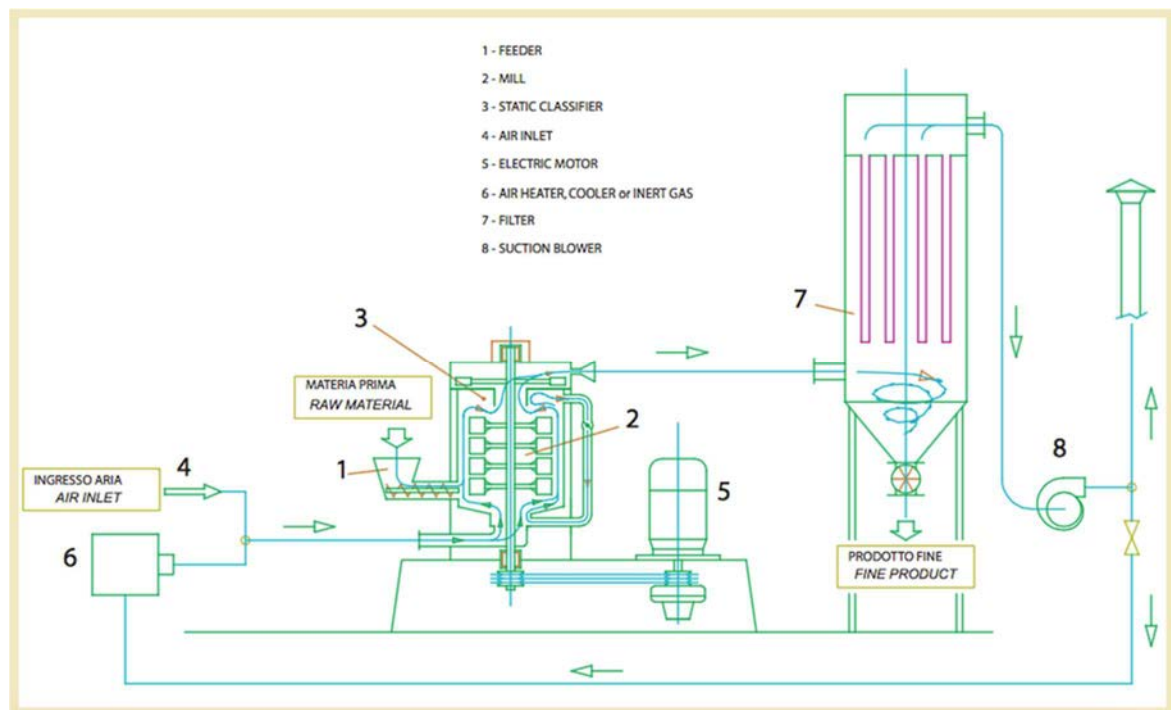 1 - FEEDER
2 - MILL
3 - STATIC CLASSIFIER
4 - AIR INLET
5 - ELECTRIC MOTOR
6 - AIR HEATER, COOLER or INERT GAS
7 - FILTER
8 - SUCTION BLOWER
7
3
MATERIA PRIMA
RAW MATERIAL
2
1
4
INGRESSO ARIA
AIR INLET
5
8
6
PRODOTTO FINE
FINE PRODUCT